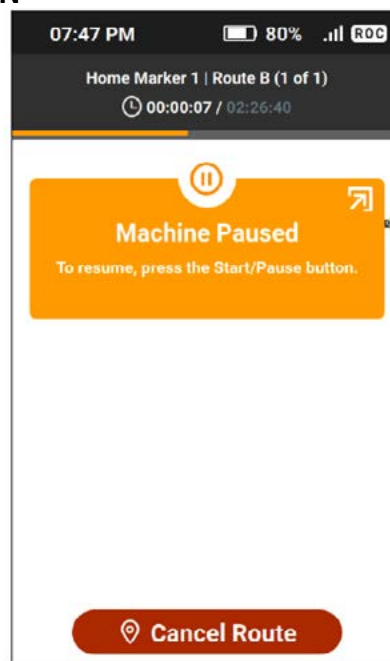 07:47 PM 80% ROC
Home Marker 1 | Route B (1 of 1)
00:00:07 / 02:26:40
Machine Paused
To resume, press the Start/Pause button.
Cancel Route